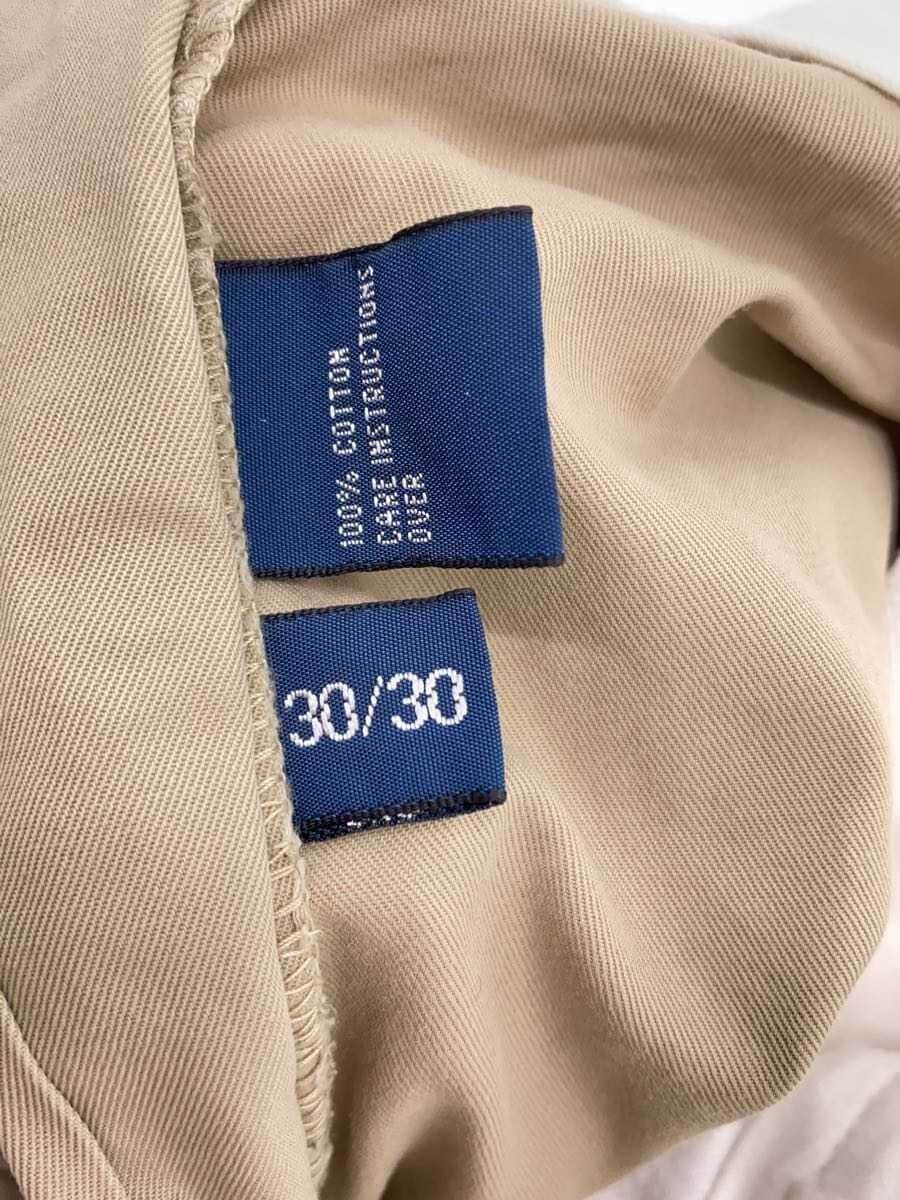 100% COTTON
CARE INSTRUCTIONS
OVER
30/30